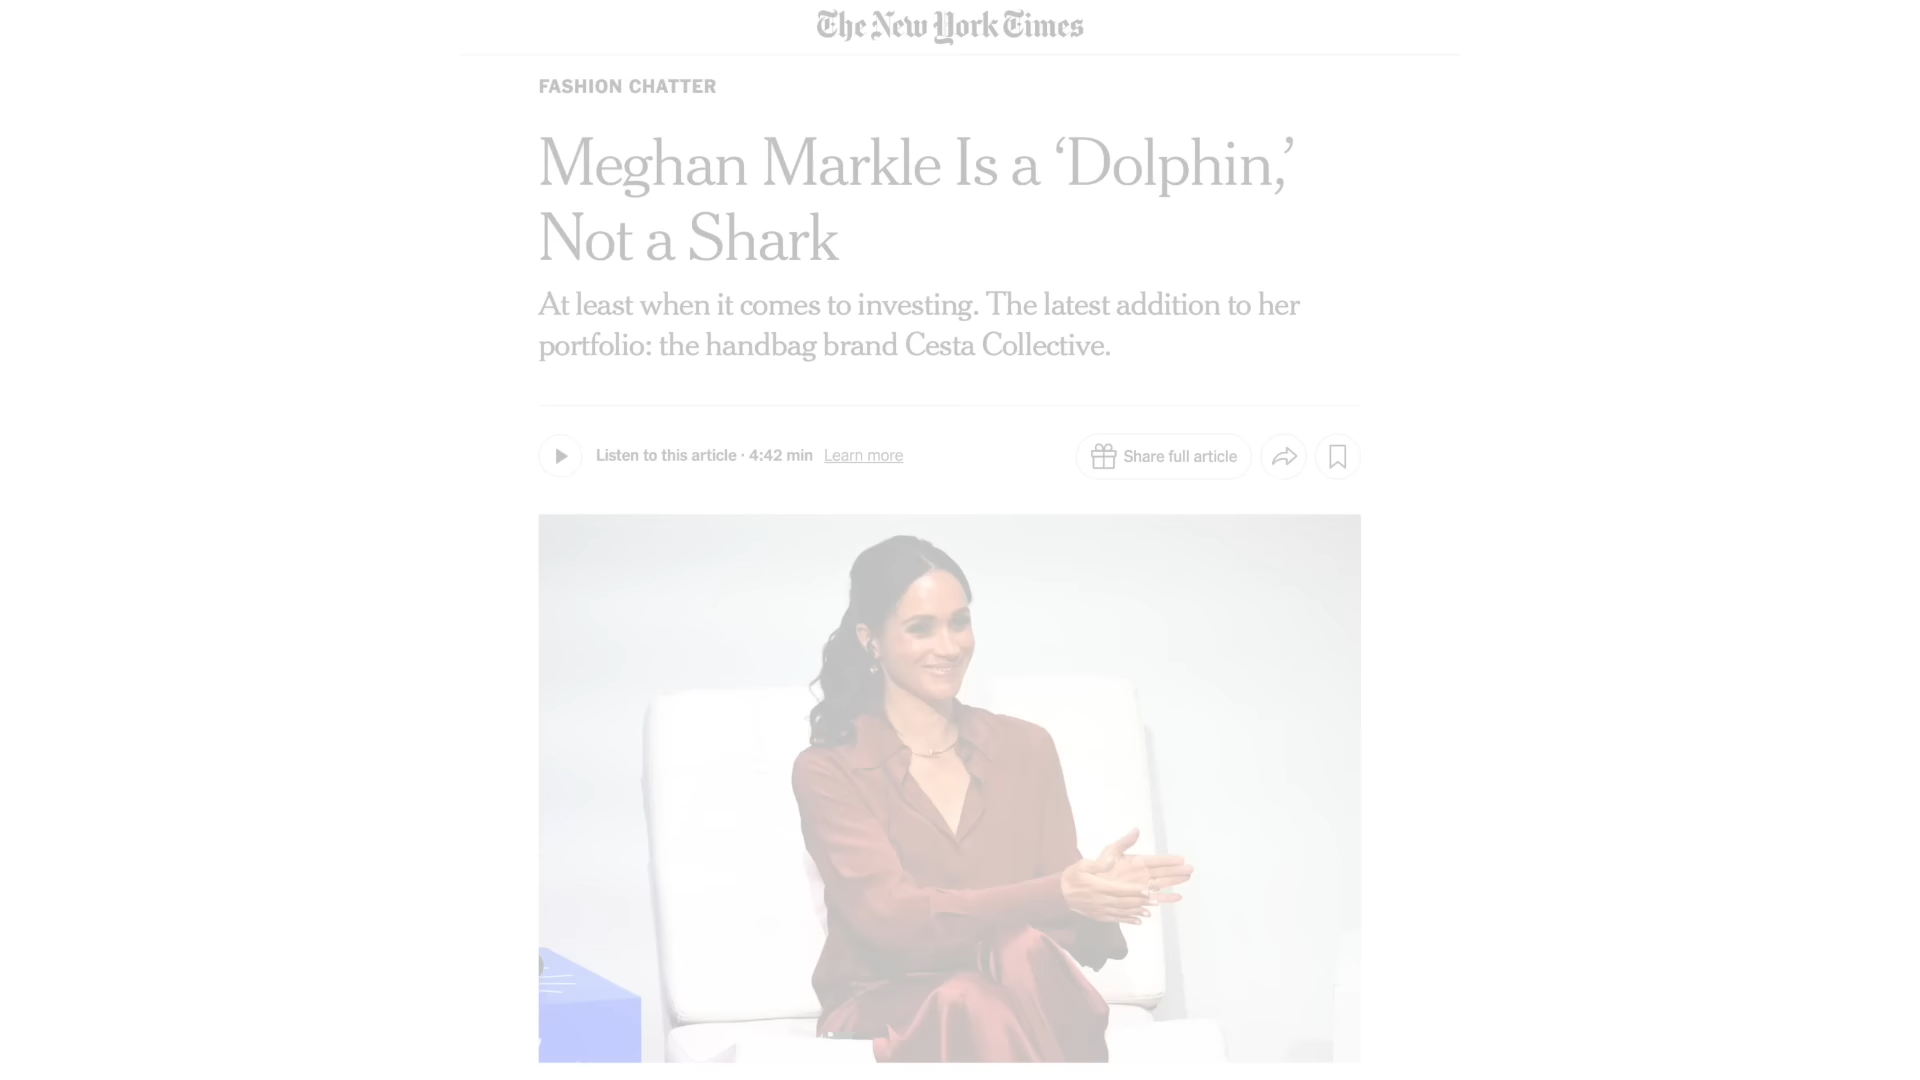 The New York Times
FASHION CHATTER
Meghan Markle Is a ‘Dolphin,’
Not a Shark
At least when it comes to investing. The latest addition to her
portfolio: the handbag brand Cesta Collective.
Listen to this article · 4:42 min Learn more
Share full article